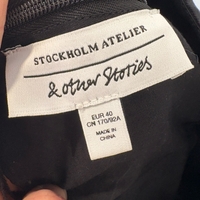 STOCKHOLM ATELIER
& other Stories
EUR 40
CN 170/92A
MADE IN
CHINA